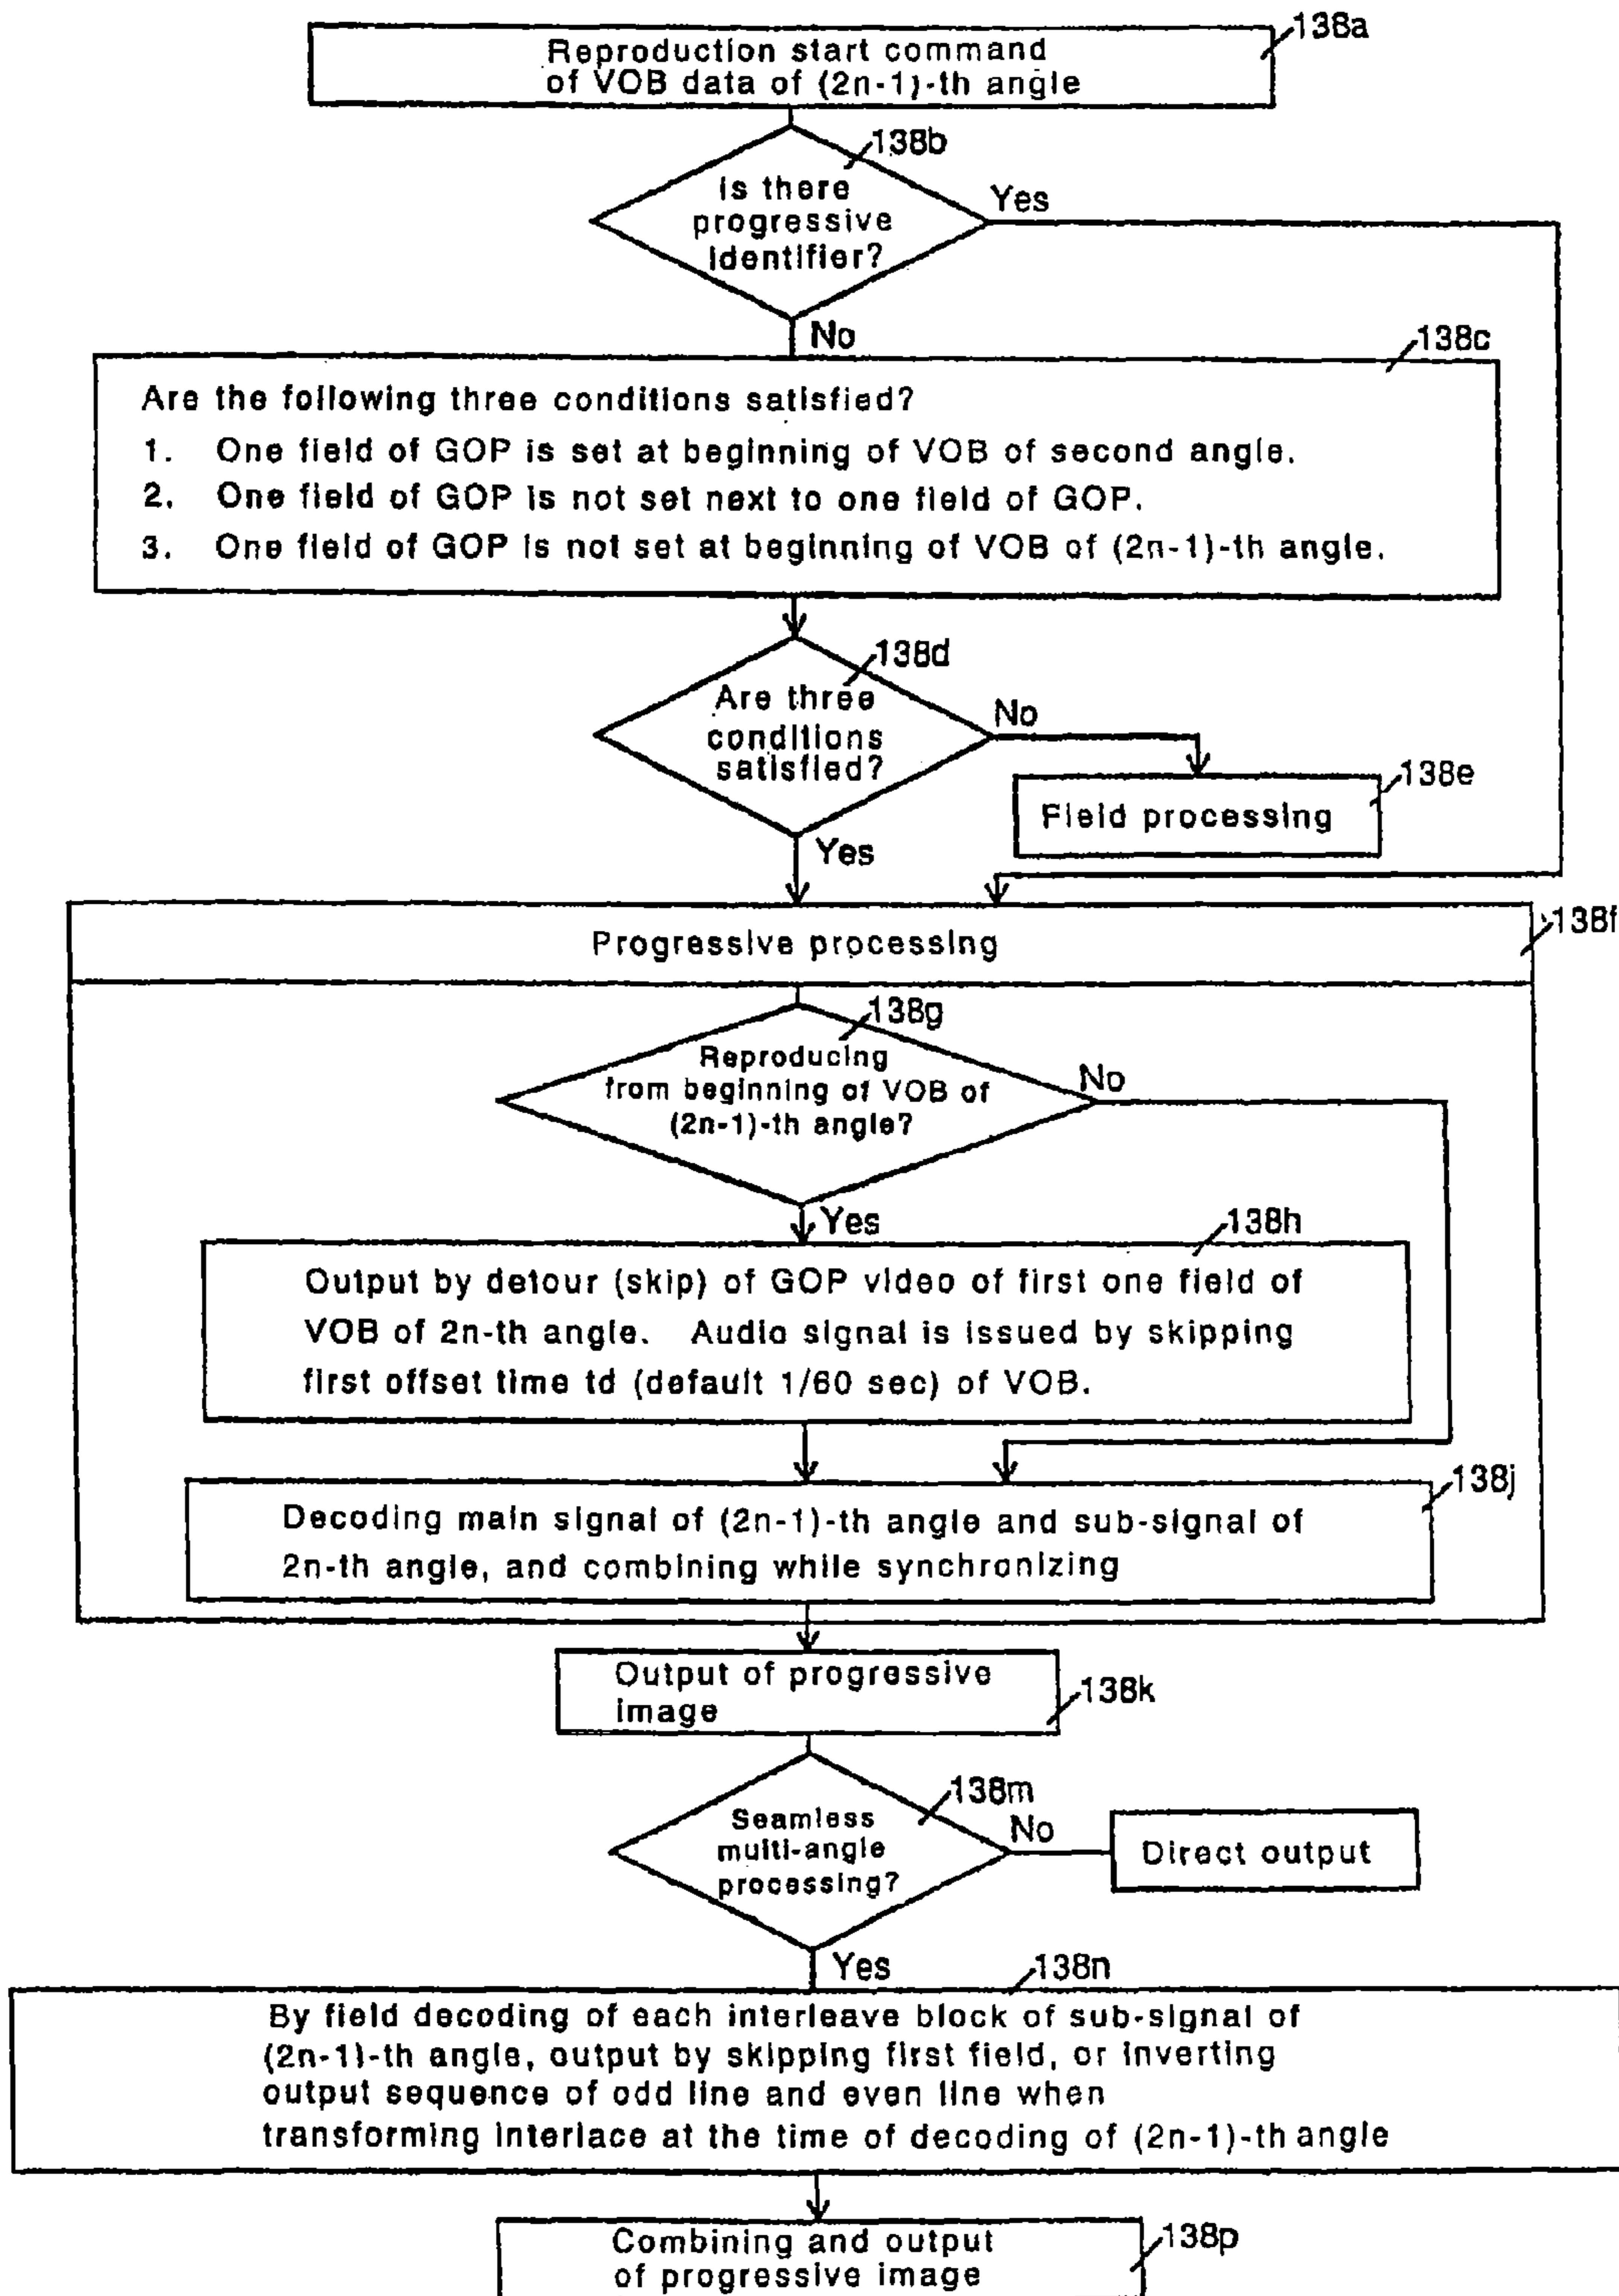 138a
Reproduction start command
of VOB data of (2n-1)-th angle
138b
Is there
progressive
identifier?
Yes
No
138c
Are the following three conditions satisfied?
1. One field of GOP is set at beginning of VOB of second angle.
2. One field of GOP is not set next to one field of GOP.
3. One field of GOP is not set at beginning of VOB of (2n-1)-th angle.
138d
Are three
conditions
satisfied?
No
138e
Field processing
Yes
138f
Progressive processing
138g
Reproducing
from beginning of VOB of
(2n-1)-th angle?
No
Yes
138h
Output by detour (skip) of GOP video of first one field of
VOB of 2n-th angle. Audio signal is issued by skipping
first offset time td (default 1/60 sec) of VOB.
138j
Decoding main signal of (2n-1)-th angle and sub-signal of
2n-th angle, and combining while synchronizing
Output of progressive
image
138k
138m
Seamless
multi-angle
processing?
No
Direct output
Yes
138n
By field decoding of each interleave block of sub-signal of
(2n-1)-th angle, output by skipping first field, or inverting
output sequence of odd line and even line when
transforming interlace at the time of decoding of (2n-1)-th angle
Combining and output
of progressive image
138p